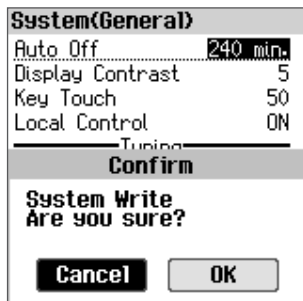 System(General)
Auto Off 240 min.
Display Contrast 5
Key Touch 50
Local Control ON
Tuning
Confirm
System Write
Are you sure?
Cancel OK